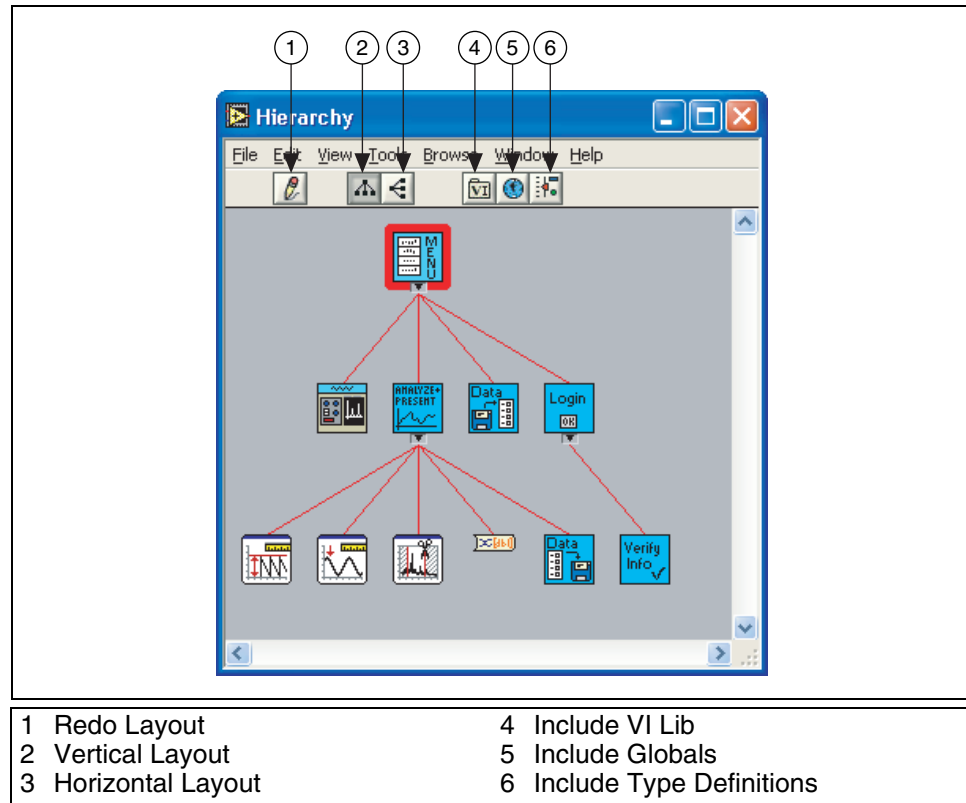 1 2 3 4 5 6
Hierarchy
File Edit View Tools Browse Window Help
VI
MENU
ANALYZE+
PRESENT
Data
Login
OK
Data
Verify
Info
1 Redo Layout
2 Vertical Layout
3 Horizontal Layout
4 Include VI Lib
5 Include Globals
6 Include Type Definitions